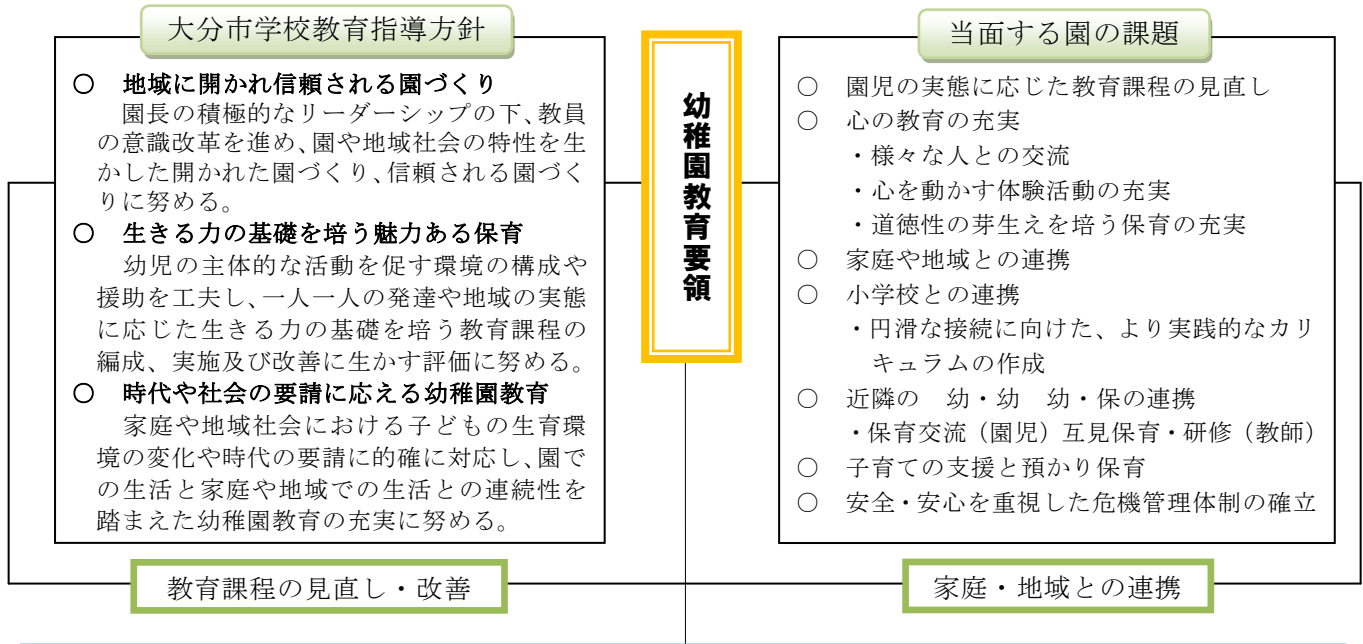 大分市学校教育指導方針
〇 地域に開かれ信頼される園づくり
園長の積極的なリーダーシップの下、教員
の意識改革を進め、園や地域社会の特性を生
かした開かれた園づくり、信頼される園づく
りに努める。
〇 生きる力の基礎を培う魅力ある保育
幼児の主体的な活動を促す環境の構成や
援助を工夫し、一人一人の発達や地域の実態
に応じた生きる力の基礎を培う教育課程の
編成、実施及び改善に生かす評価に努める。
〇 時代や社会の要請に応える幼稚園教育
家庭や地域社会における子どもの生育環
境の変化や時代の要請に的確に対応し、園で
の生活と家庭や地域での生活との連続性を
踏まえた幼稚園教育の充実に努める。
教育課程の見直し・改善
幼稚園教育要領
当面する園の課題
〇 園児の実態に応じた教育課程の見直し
〇 心の教育の充実
・様々な人との交流
・心を動かす体験活動の充実
・道徳性の芽生えを培う保育の充実
〇 家庭や地域との連携
〇 小学校との連携
・円滑な接続に向けた、より実践的なカリ
キュラムの作成
〇 近隣の 幼・幼 幼・保の連携
・保育交流（園児）互見保育・研修（教師）
〇 子育ての支援と預かり保育
〇 安全・安心を重視した危機管理体制の確立
家庭・地域との連携